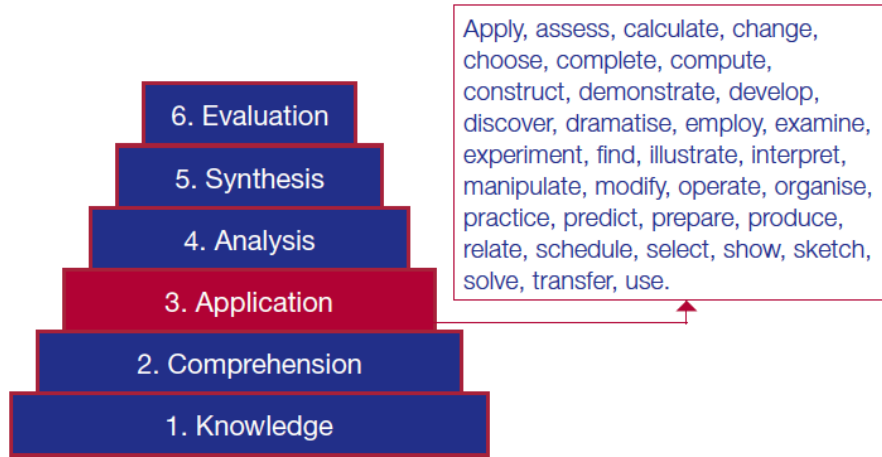 Apply, assess, calculate, change,
choose, complete, compute,
construct, demonstrate, develop,
discover, dramatise, employ, examine,
experiment, find, illustrate, interpret,
manipulate, modify, operate, organise,
practice, predict, prepare, produce,
relate, schedule, select, show, sketch,
solve, transfer, use.
6. Evaluation
5. Synthesis
4. Analysis
3. Application
2. Comprehension
1. Knowledge